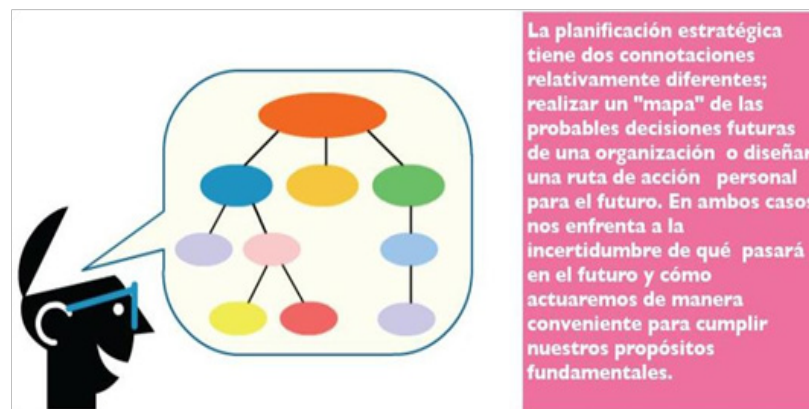 La planificación estratégica
tiene dos connotaciones
relativamente diferentes;
realizar un "mapa" de las
probables decisiones futuras
de una organización o diseñar
una ruta de acción personal
para el futuro. En ambos casos
nos enfrenta a la
incertidumbre de qué pasará
en el futuro y cómo
actuaremos de manera
conveniente para cumplir
nuestros propósitos
fundamentales.